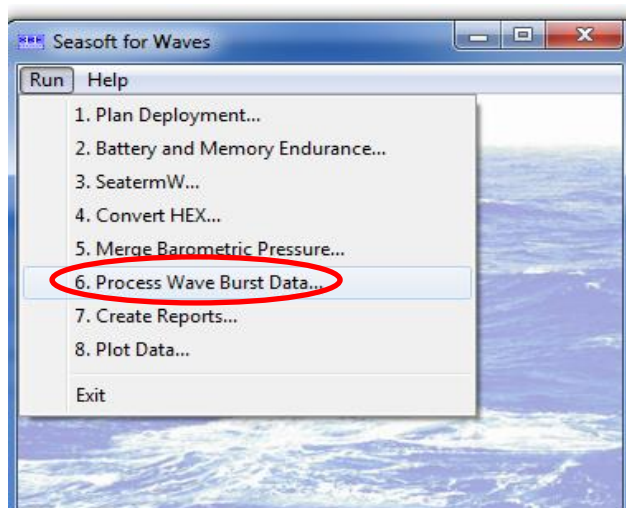 SBE Seasoft for Waves
Run Help
1. Plan Deployment...
2. Battery and Memory Endurance...
3. SeatermW...
4. Convert HEX...
5. Merge Barometric Pressure...
6. Process Wave Burst Data...
7. Create Reports...
8. Plot Data...
Exit